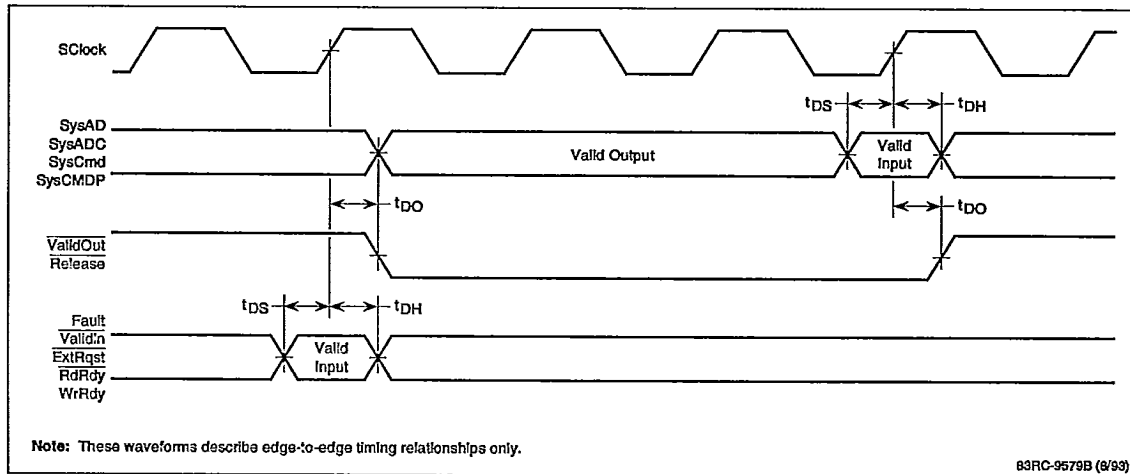 SClock
tDS
tDH
SysAD
SysADC
SysCmd
SysCMDP
Valid Output
Valid
Input
tDO
tDO
ValidOut
Release
tDS
tDH
Fault
ValidIn
ExtRqst
RdRdy
WrRdy
Valid
Input
Note: These waveforms describe edge-to-edge timing relationships only.
83RC-9579B (8/93)